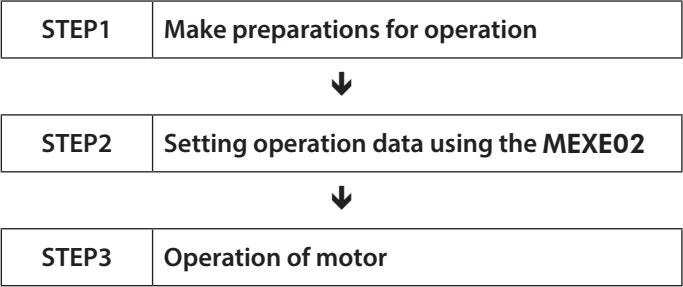 STEP1 Make preparations for operation
STEP2 Setting operation data using the MEXE02
STEP3 Operation of motor